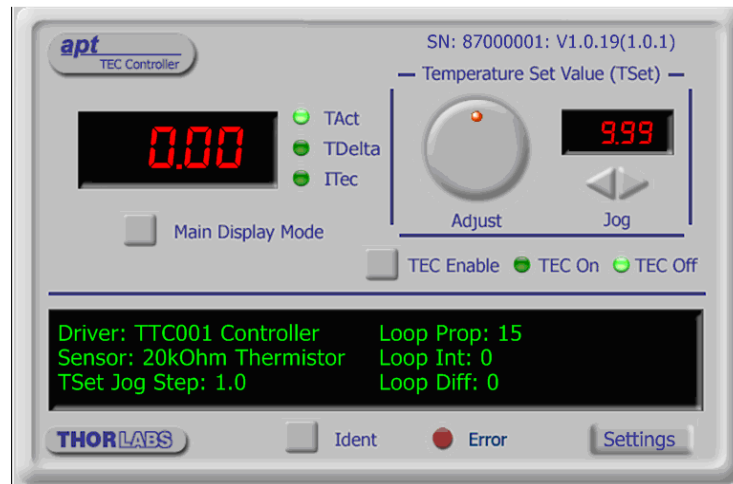 apt
TEC Controller
SN: 87000001: V1.0.19(1.0.1)
Temperature Set Value (TSet)
0.00
TAct
TDelta
ITec
9.99
Main Display Mode
Adjust
Jog
TEC Enable
TEC On
TEC Off
Driver: TTC001 Controller
Sensor: 20kOhm Thermistor
TSet Jog Step: 1.0
Loop Prop: 15
Loop Int: 0
Loop Diff: 0
THORLABS
Ident
Error
Settings